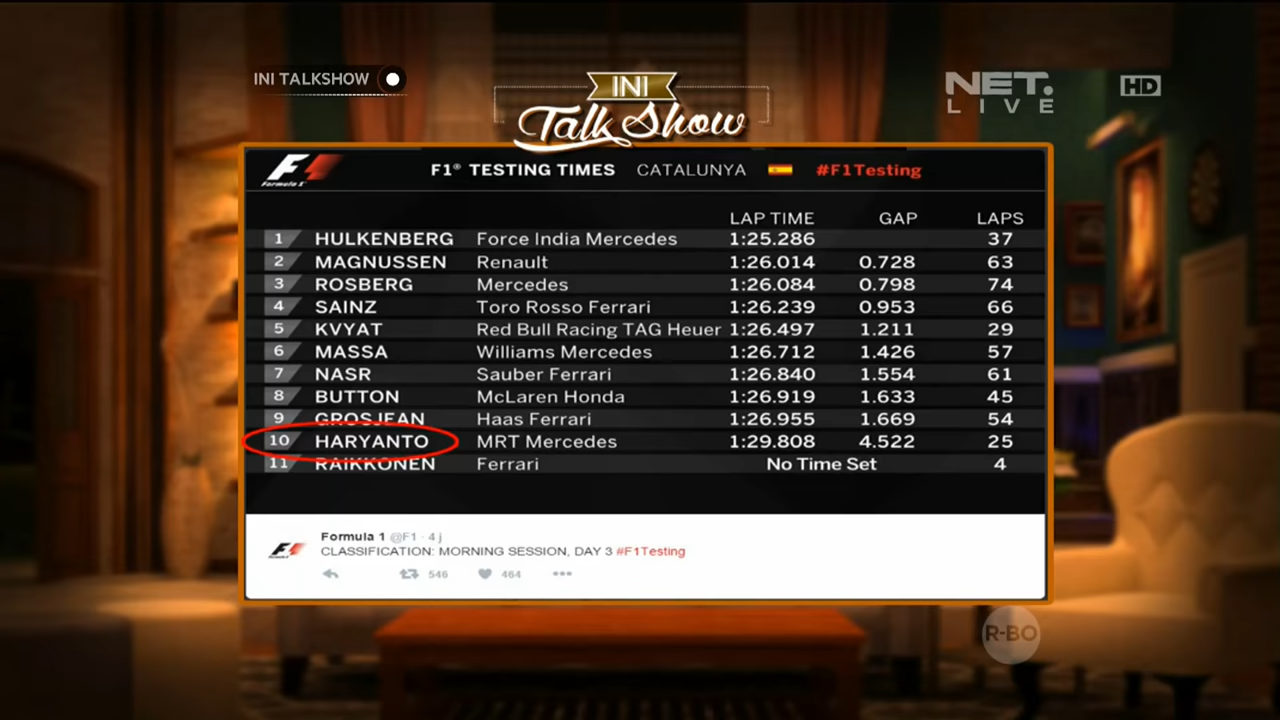 INI TALKSHOW
INI
Talk Show
NET.
LIVE
HD
F1
Formula 1
F1® TESTING TIMES CATALUNYA #F1Testing
LAP TIME GAP LAPS
1 HULKENBERG Force India Mercedes 1:25.286 37
2 MAGNUSSEN Renault 1:26.014 0.728 63
3 ROSBERG Mercedes 1:26.084 0.798 74
4 SAINZ Toro Rosso Ferrari 1:26.239 0.953 66
5 KVYAT Red Bull Racing TAG Heuer 1:26.497 1.211 29
6 MASSA Williams Mercedes 1:26.712 1.426 57
7 NASR Sauber Ferrari 1:26.840 1.554 61
8 BUTTON McLaren Honda 1:26.919 1.633 45
9 GROSJEAN Haas Ferrari 1:26.955 1.669 54
10 HARYANTO MRT Mercedes 1:29.808 4.522 25
11 RAIKKONEN Ferrari No Time Set 4
Formula 1 @F1 · 4 j
CLASSIFICATION: MORNING SESSION, DAY 3 #F1Testing
546 464
R-BO